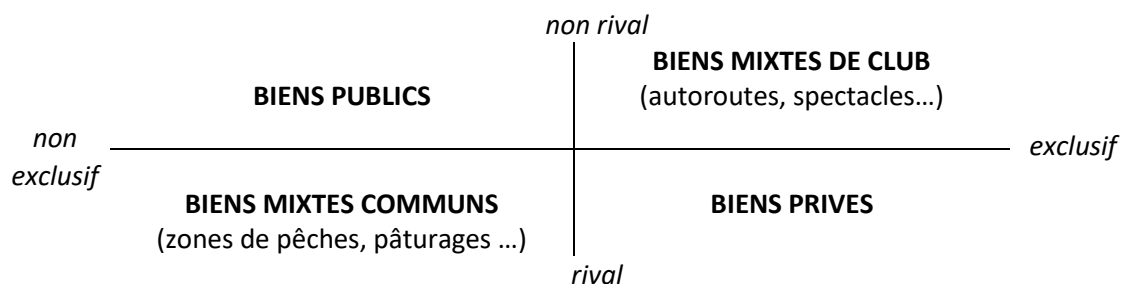 non rival
BIENS MIXTES DE CLUB
(autoroutes, spectacles…)
BIENS PUBLICS
non
exclusif
exclusif
BIENS MIXTES COMMUNS
(zones de pêches, pâturages …)
BIENS PRIVES
rival